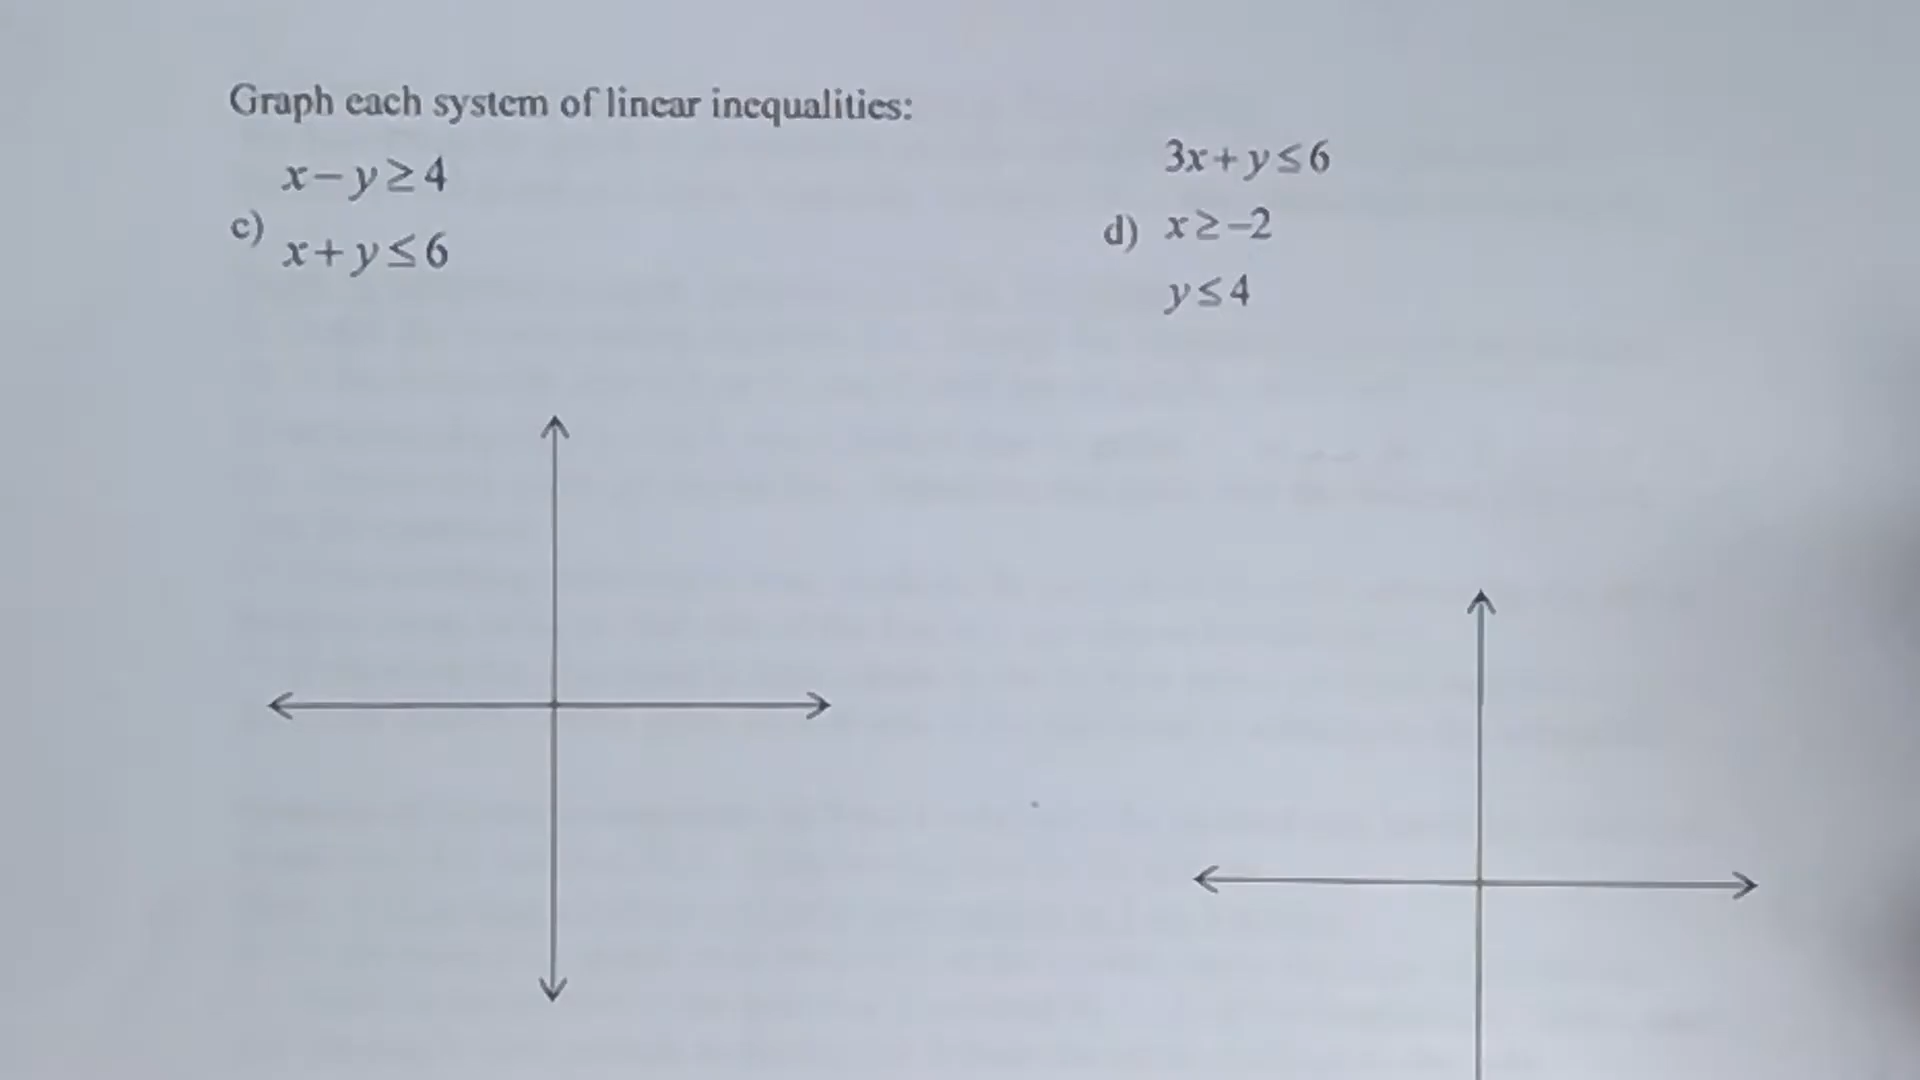 Graph each system of linear inequalities:
x − y ≥ 4
c)
x + y ≤ 6
3x + y ≤ 6
d) x ≥ −2
y ≤ 4